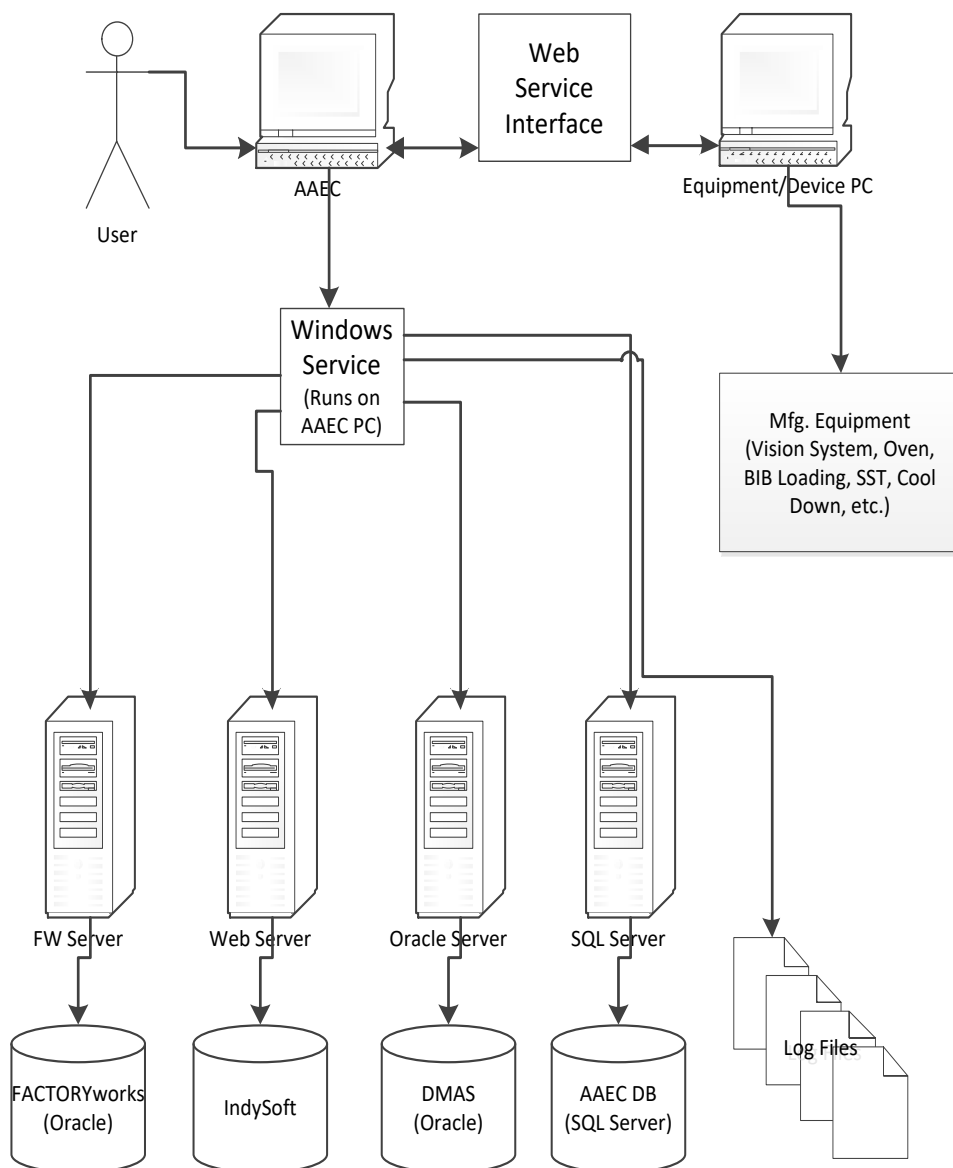 Web
Service
Interface
AAEC
Equipment/Device PC
User
Windows
Service
(Runs on
AAEC PC)
Mfg. Equipment
(Vision System, Oven,
BIB Loading, SST, Cool
Down, etc.)
FW Server
Web Server
Oracle Server
SQL Server
Log Files
FACTORYworks
(Oracle)
IndySoft
DMAS
(Oracle)
AAEC DB
(SQL Server)